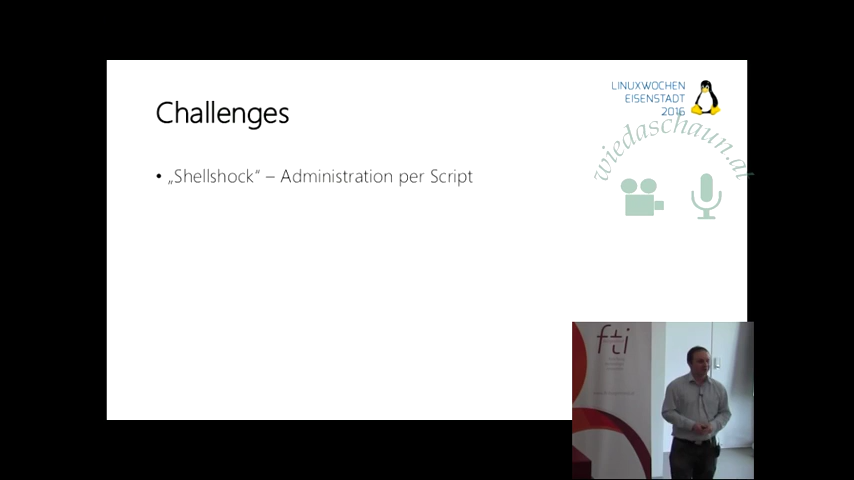 Challenges
LINUXWOCHEN
EISENSTADT
2016
wiedaschaun.at
• „Shellshock“ – Administration per Script
fti